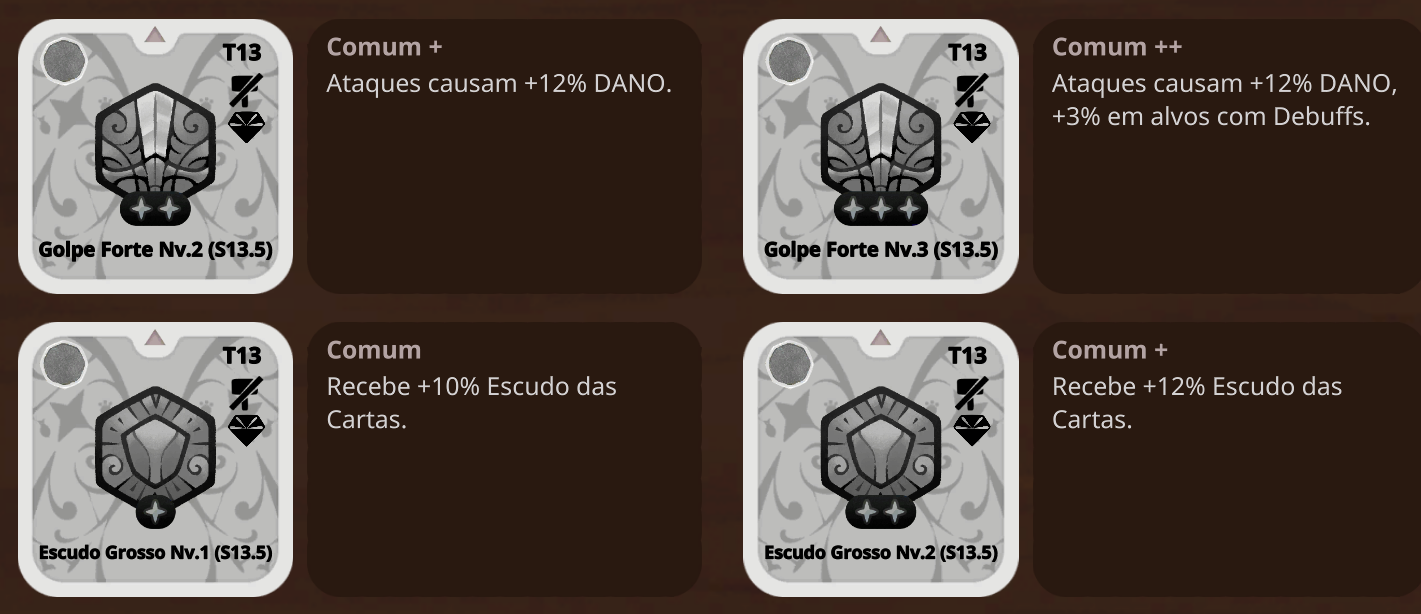 T13
Golpe Forte Nv.2 (S13.5)
Comum +
Ataques causam +12% DANO.
T13
Golpe Forte Nv.3 (S13.5)
Comum ++
Ataques causam +12% DANO,
+3% em alvos com Debuffs.
T13
Escudo Grosso Nv.1 (S13.5)
Comum
Recebe +10% Escudo das
Cartas.
T13
Escudo Grosso Nv.2 (S13.5)
Comum +
Recebe +12% Escudo das
Cartas.